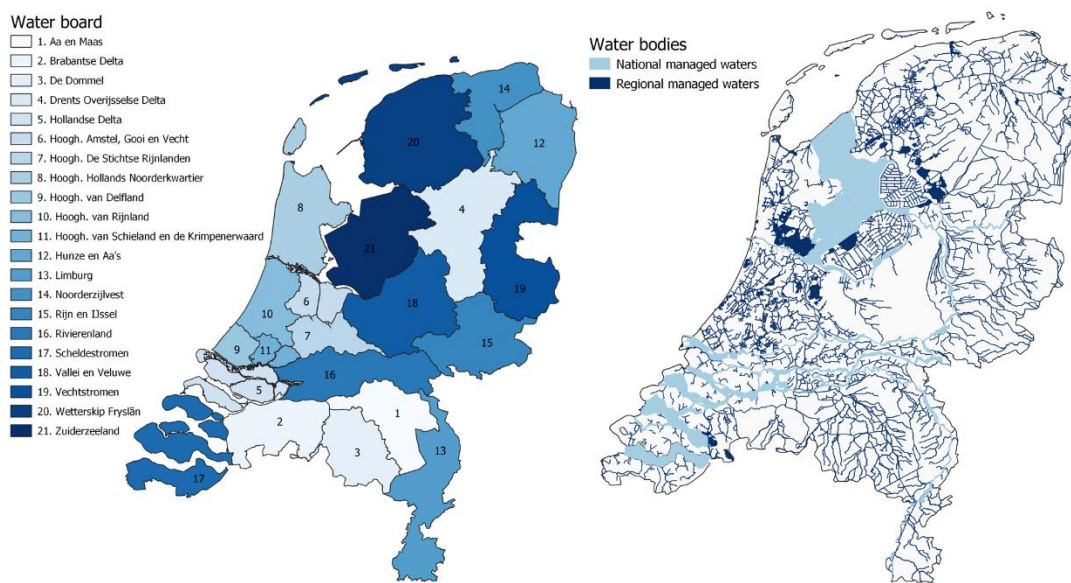 Water board
1. Aa en Maas
2. Brabantse Delta
3. De Dommel
4. Drents Overijsselse Delta
5. Hollandse Delta
6. Hoogh. Amstel, Gooi en Vecht
7. Hoogh. De Stichtse Rijnlanden
8. Hoogh. Hollands Noorderkwartier
9. Hoogh. van Delfland
10. Hoogh. van Rijnland
11. Hoogh. van Schieland en de Krimpenerwaard
12. Hunze en Aa's
13. Limburg
14. Noorderzijlvest
15. Rijn en IJssel
16. Rivierenland
17. Scheldestromen
18. Vallei en Veluwe
19. Vechtstromen
20. Wetterskip Fryslân
21. Zuiderzeeland
14
20
12
4
8
21
19
6
18
10
7
15
9
11
16
5
1
2
3
13
17
Water bodies
National managed waters
Regional managed waters